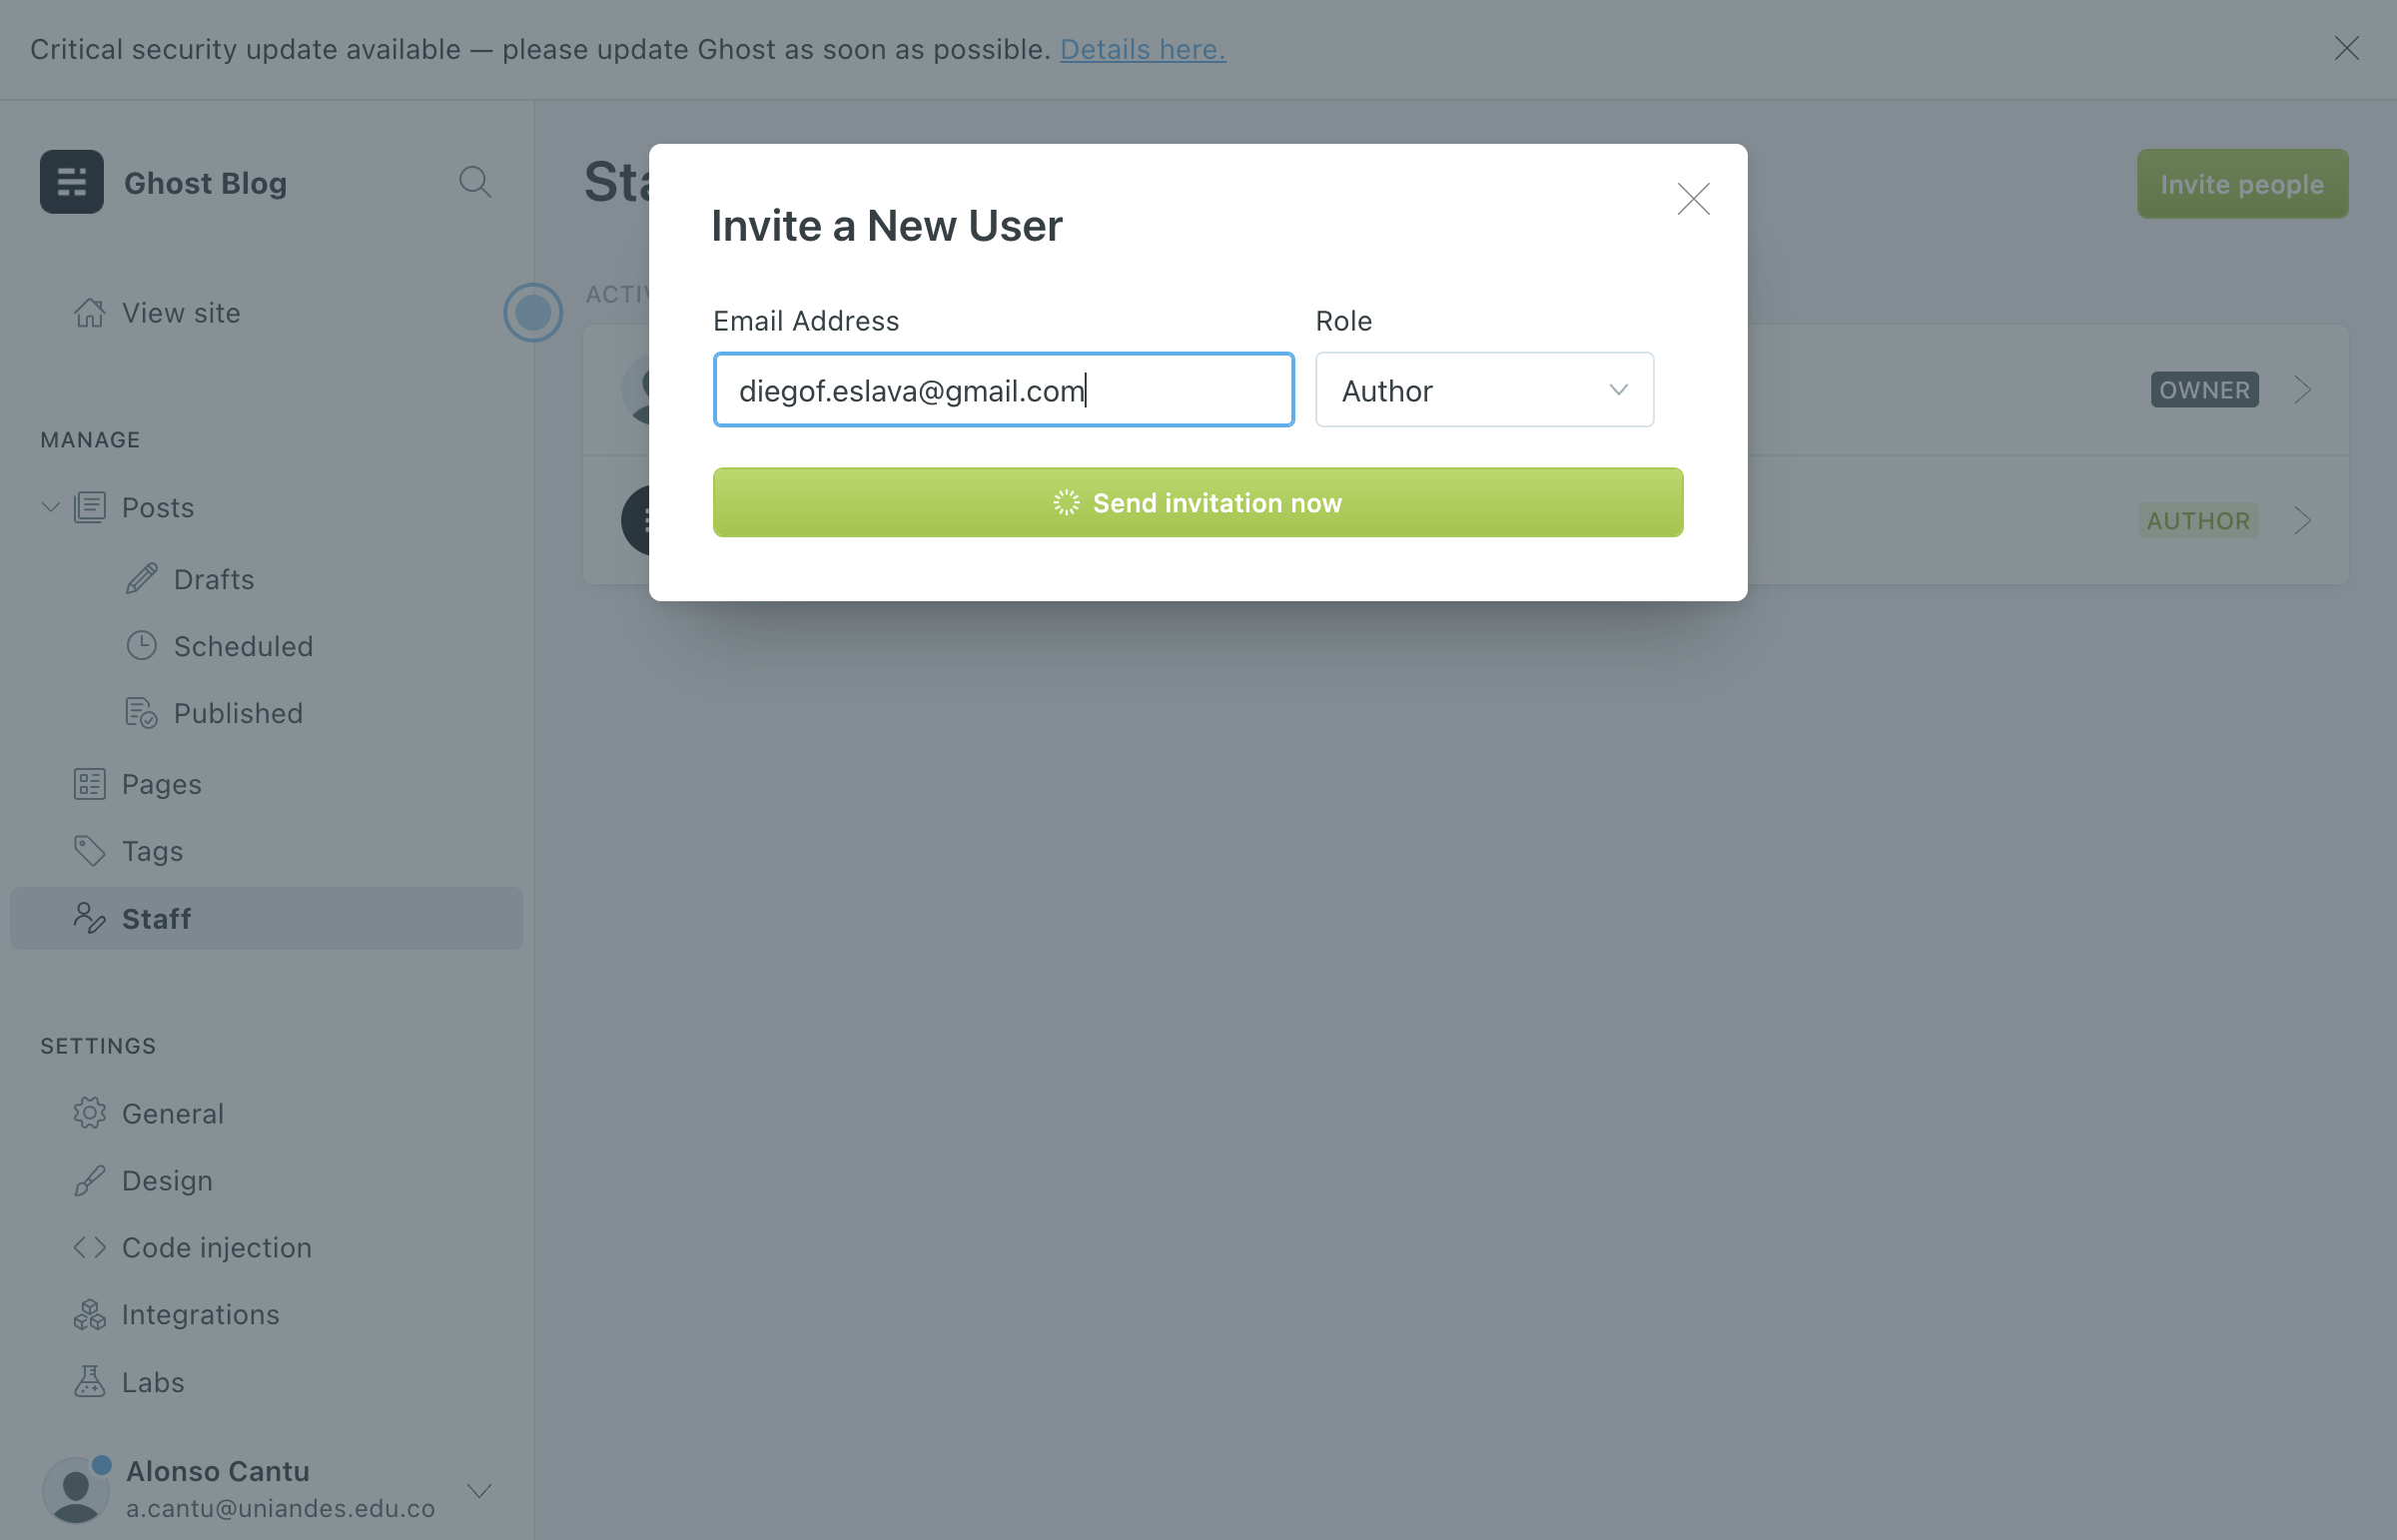 Critical security update available — please update Ghost as soon as possible. Details here.
Ghost Blog
View site
MANAGE
Posts
Drafts
Scheduled
Published
Pages
Tags
Staff
SETTINGS
General
Design
Code injection
Integrations
Labs
Alonso Cantu
a.cantu@uniandes.edu.co
Invite people
OWNER
AUTHOR
Invite a New User
Email Address
Role
diegof.eslava@gmail.com
Author
Send invitation now